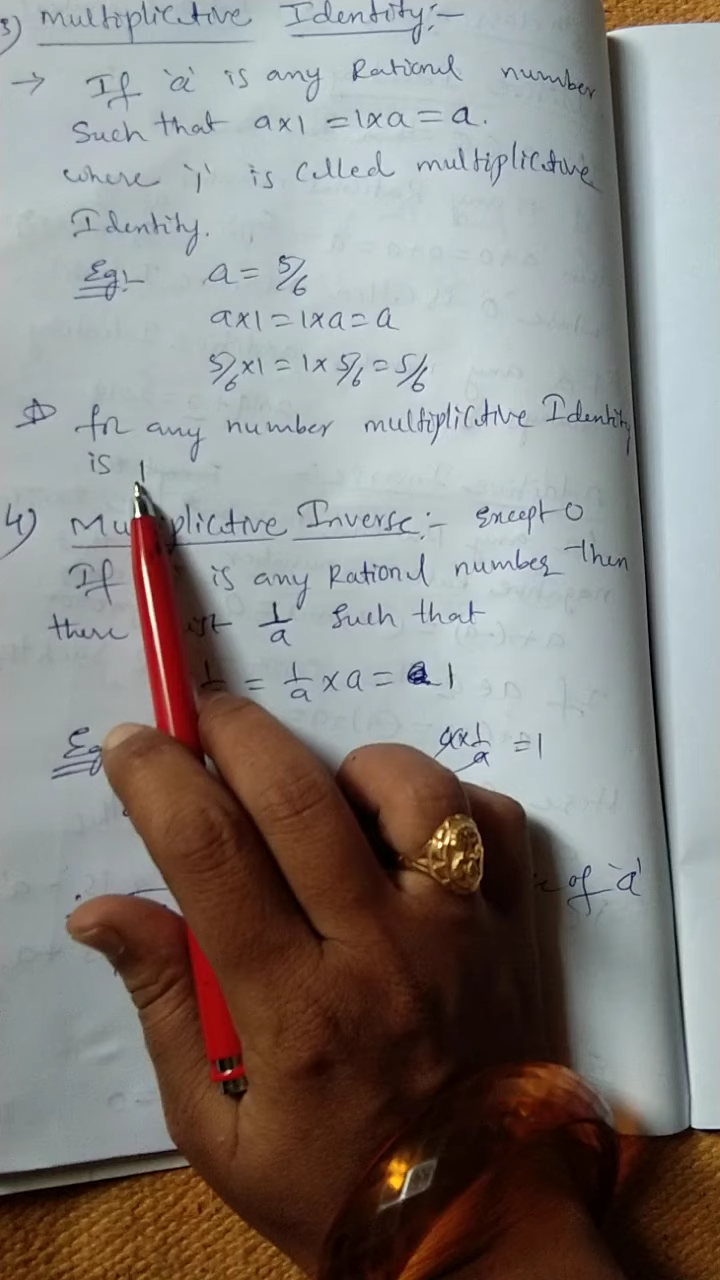 3) Multiplicative Identity:-
→ If 'a' is any Rational number
Such that a×1 = 1×a = a.
where '1' is called multiplicative
Identity.
Eg:- a = 5/6
a×1 = 1×a = a
5/6×1 = 1×5/6 = 5/6
for any number multiplicative Identity
is 1
4) Multiplicative Inverse:- Except 0
If is any Rational number Then
there 1/a Such that
= 1/a × a = 1
Eg a×1/a = 1
of 'a'